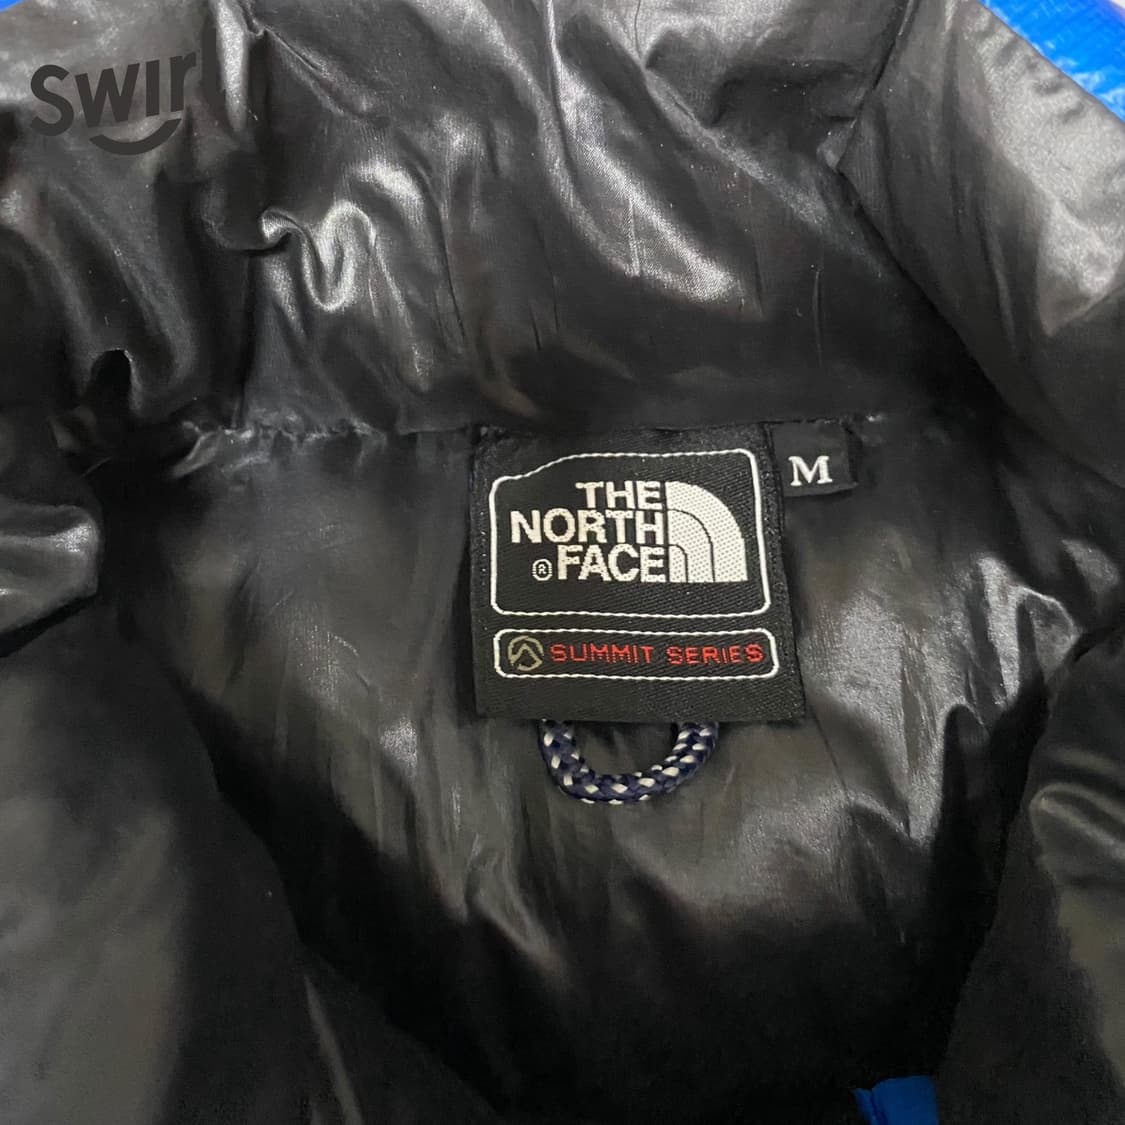 Swirl
M
THE
NORTH
® FACE
SUMMIT SERIES